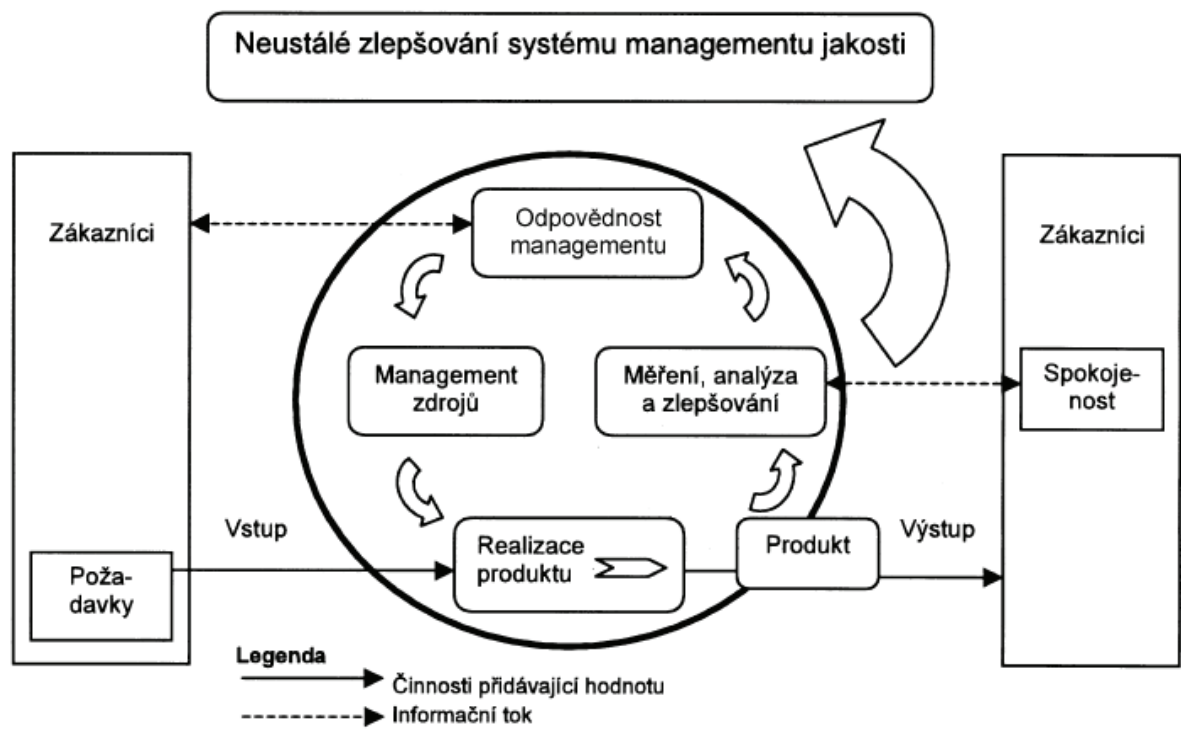 Neustálé zlepšování systému managementu jakosti
Zákazníci
Odpovědnost
managementu
Zákazníci
Management
zdrojů
Měření, analýza
a zlepšování
Spokoje-
nost
Vstup
Realizace
produktu
Produkt
Výstup
Poža-
davky
Legenda
Činnosti přidávající hodnotu
Informační tok